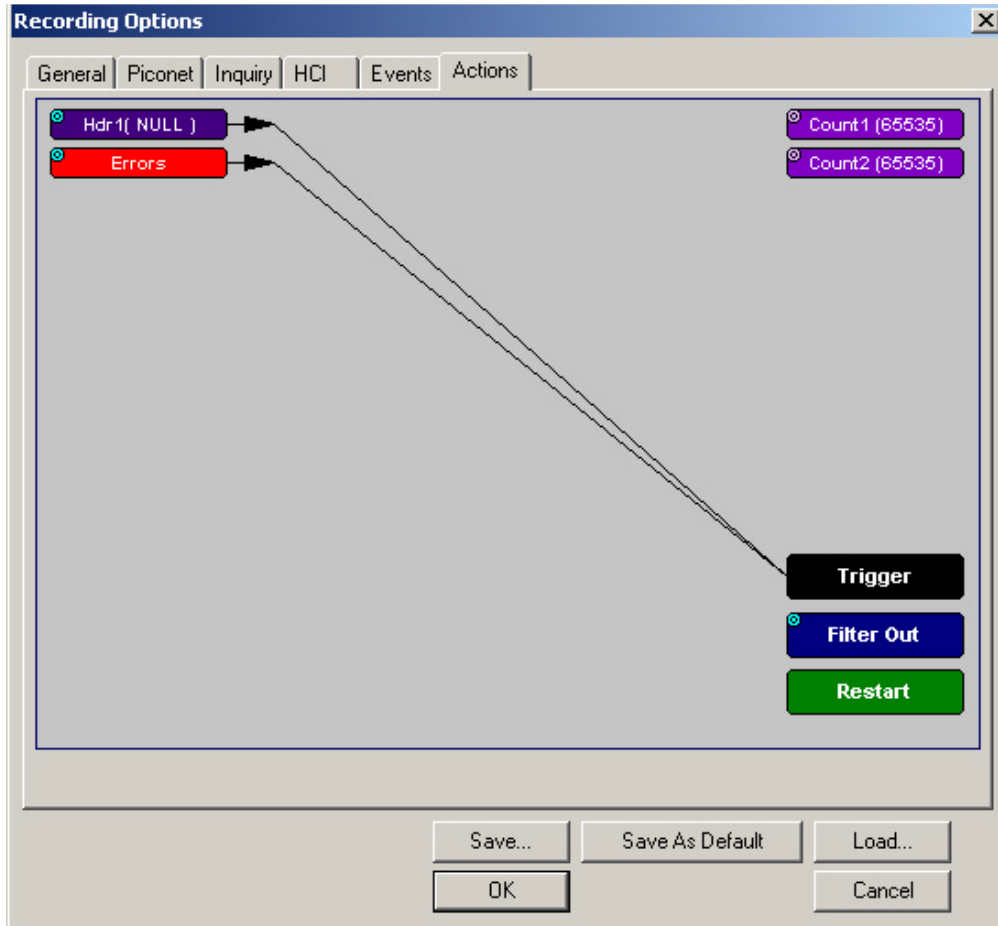 Recording Options
General Piconet Inquiry HCI Events Actions
Hdr1( NULL ) Count1 (65535)
Errors Count2 (65535)
Trigger
Filter Out
Restart
Save... Save As Default Load...
OK Cancel